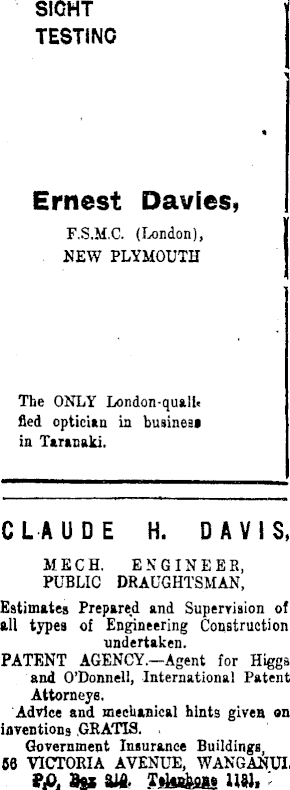 SIGHT
TESTING
Ernest Davies,
F.S.M.C. (London),
NEW PLYMOUTH
The ONLY London-quali-
fied optician in business
in Taranaki.
CLAUDE H. DAVIS,
MECH. ENGINEER,
PUBLIC DRAUGHTSMAN,
Estimates Prepared and Supervision of
all types of Engineering Construction
undertaken.
PATENT AGENCY.—Agent for Higgs
and O'Donnell, International Patent
Attorneys.
Advice and mechanical hints given on
inventions GRATIS.
Government Insurance Buildings,
56 VICTORIA AVENUE, WANGANUI.
P.O. Box Telephone 1181,